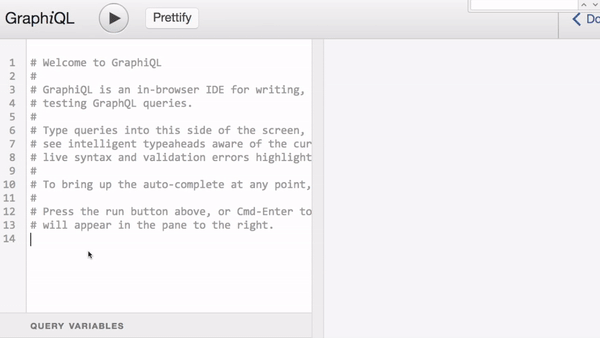 GraphiQL
Prettify
Do
1 # Welcome to GraphiQL
2 #
3 # GraphiQL is an in-browser IDE for writing,
4 # testing GraphQL queries.
5 #
6 # Type queries into this side of the screen,
7 # see intelligent typeaheads aware of the cur
8 # live syntax and validation errors highlight
9 #
10 # To bring up the auto-complete at any point,
11 #
12 # Press the run button above, or Cmd-Enter to
13 # will appear in the pane to the right.
14
QUERY VARIABLES